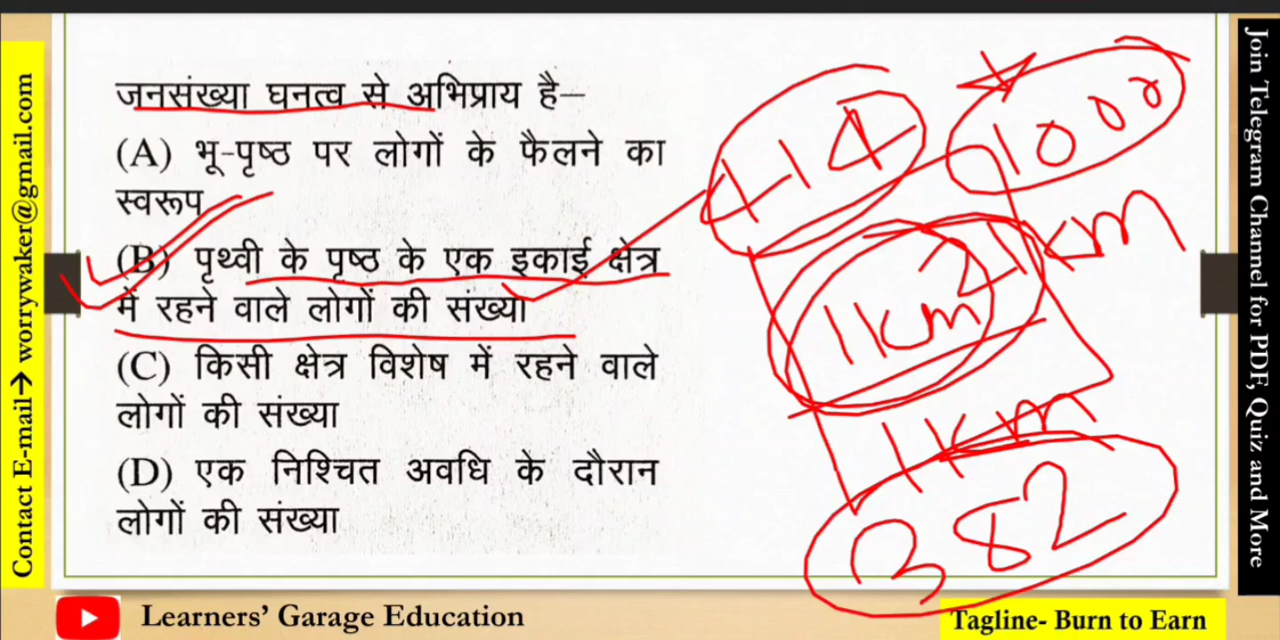 जनसंख्या घनत्व से अभिप्राय है–
(A) भू-पृष्ठ पर लोगों के फैलने का
स्वरूप
(B) पृथ्वी के पृष्ठ के एक इकाई क्षेत्र
में रहने वाले लोगों की संख्या
(C) किसी क्षेत्र विशेष में रहने वाले
लोगों की संख्या
(D) एक निश्चित अवधि के दौरान
लोगों की संख्या
414
1000
1km
1km²
1km
382
Contact E-mail→ worrywaker@gmail.com
Join Telegram Channel for PDF, Quiz and More
Learners' Garage Education
Tagline- Burn to Earn